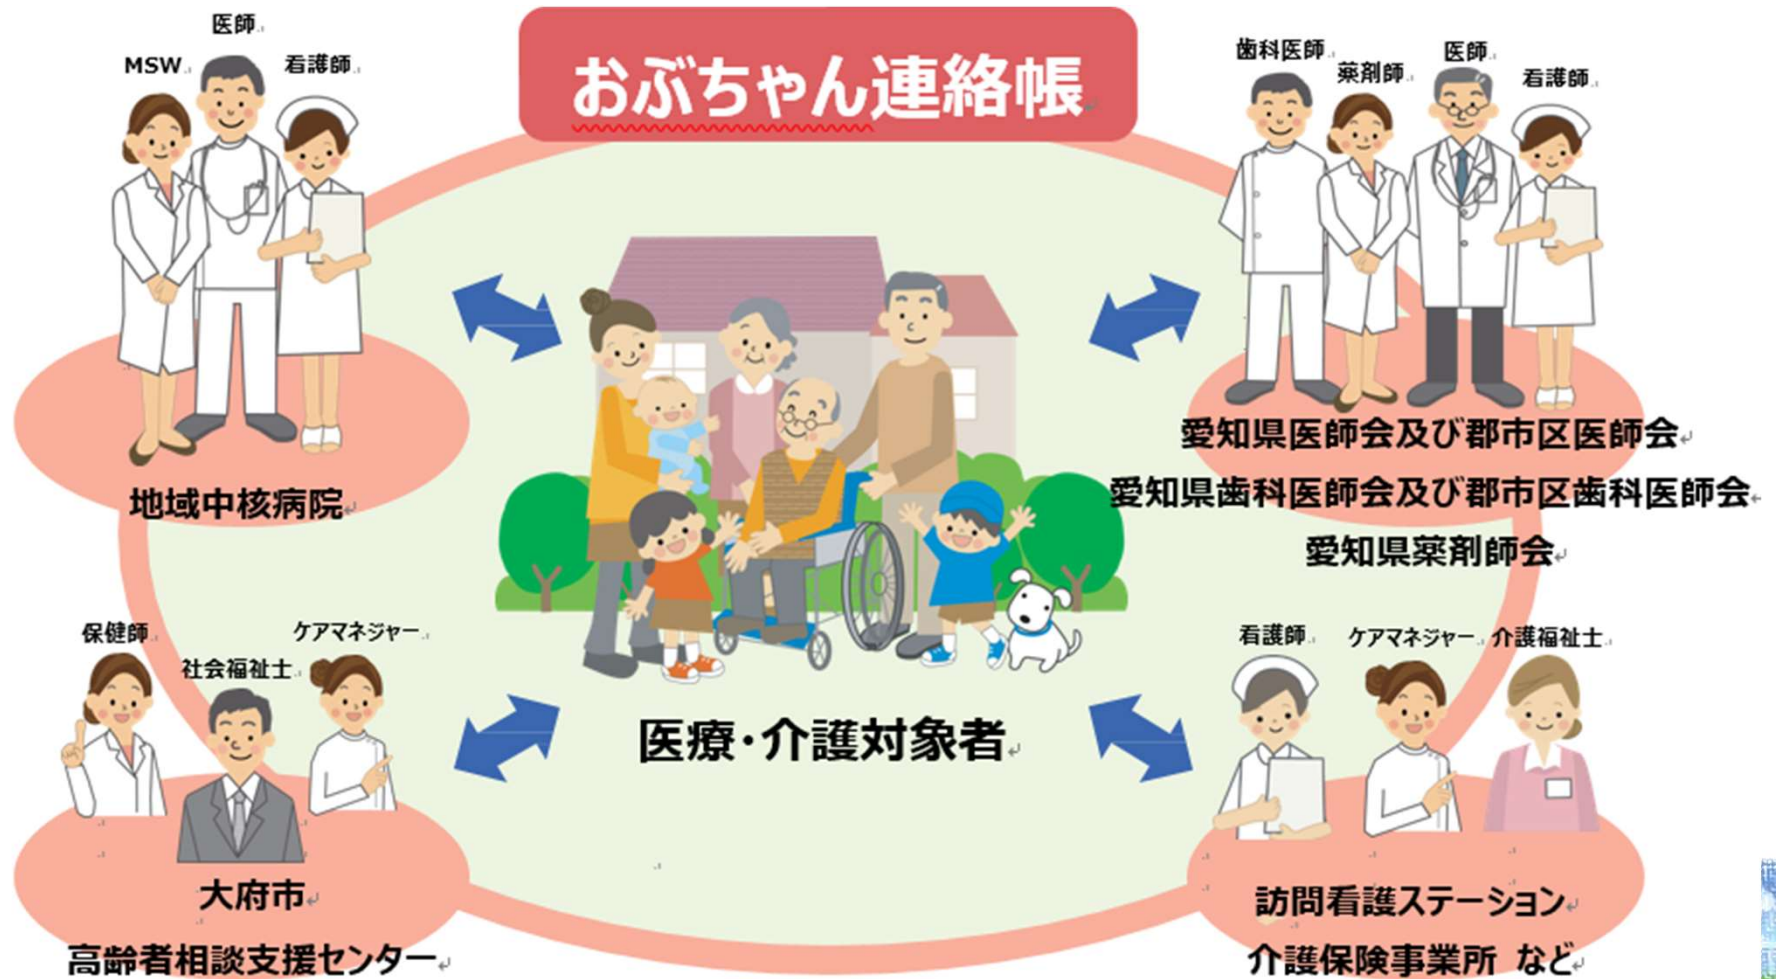 おぶちゃん連絡帳
医師
MSW
看護師
地域中核病院
歯科医師
薬剤師
医師
看護師
愛知県医師会及び郡市区医師会
愛知県歯科医師会及び郡市区歯科医師会
愛知県薬剤師会
医療・介護対象者
保健師
社会福祉士
ケアマネジャー
大府市
高齢者相談支援センター
看護師
ケアマネジャー
介護福祉士
訪問看護ステーション
介護保険事業所 など